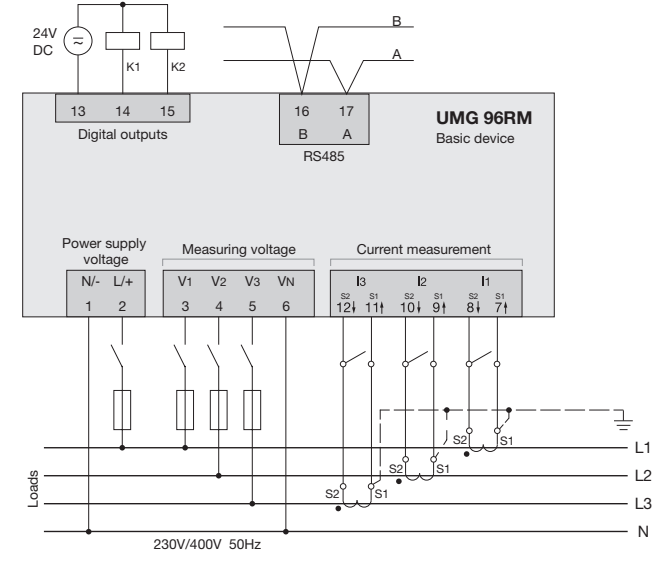 B
24V
DC
A
K1
K2
13 14 15
Digital outputs
16 17
B A
RS485
UMG 96RM
Basic device
Power supply
voltage
Measuring voltage
Current measurement
N/- L/+
V1 V2 V3 VN
I3 I2 I1
S2 S1 S2 S1 S2 S1
1 2 3 4 5 6 12 11 10 9 8 7
S2 S1
L1
S2 S1
L2
S2 S1
L3
N
Loads
230V/400V 50Hz